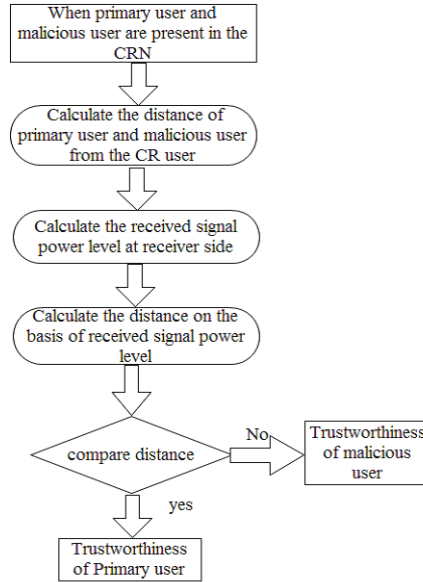 When primary user and
malicious user are present in the
CRN
Calculate the distance of
primary user and malicious user
from the CR user
Calculate the received signal
power level at receiver side
Calculate the distance on the
basis of received signal power
level
compare distance
No
Trustworthiness
of malicious
user
yes
Trustworthiness
of Primary user